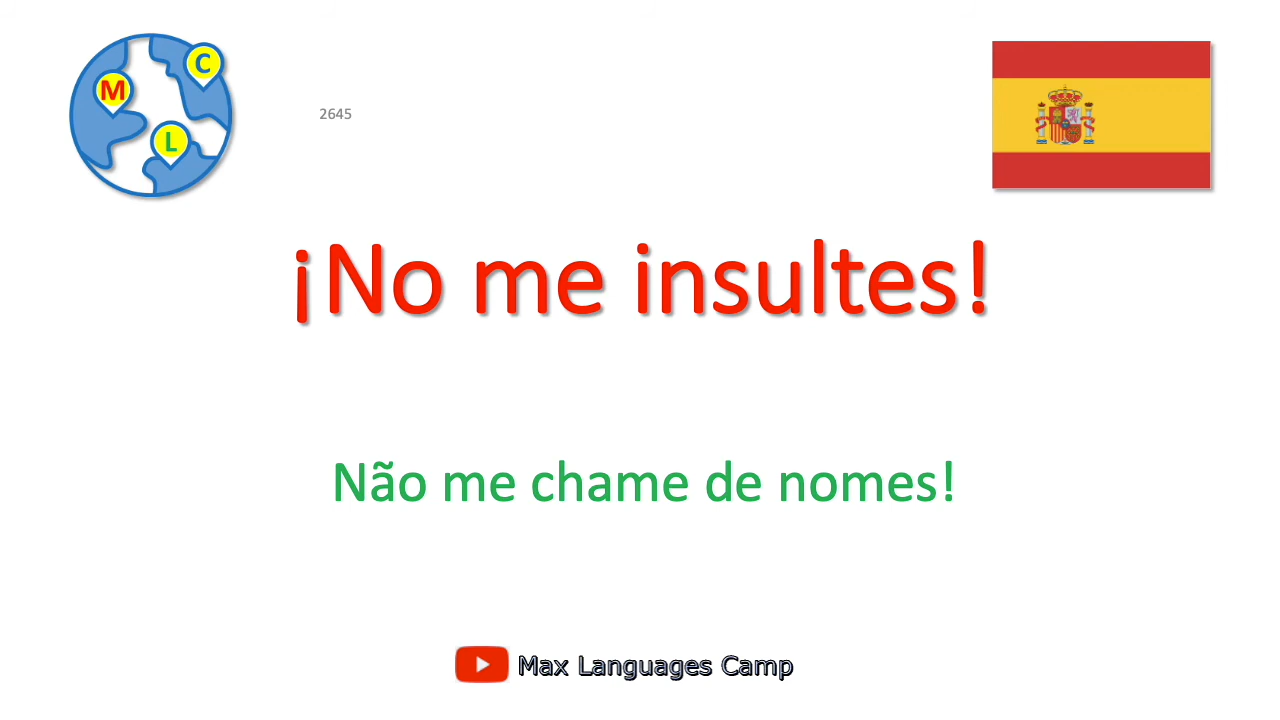 M
C
L
2645
¡No me insultes!
Não me chame de nomes!
Max Languages Camp